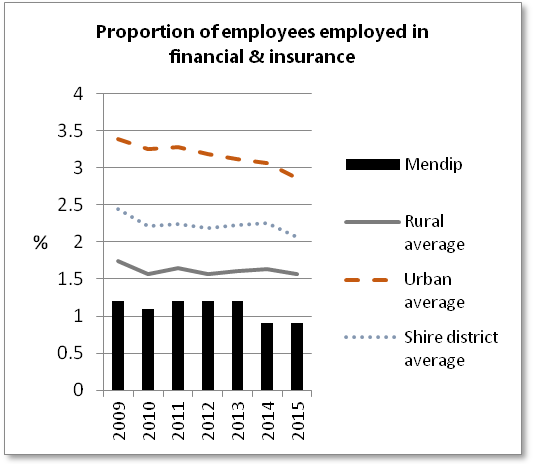 Proportion of employees employed in
financial & insurance
4
3.5
3
2.5
2
1.5
1
0.5
0
%
2009
2010
2011
2012
2013
2014
2015
Mendip
Rural
average
Urban
average
Shire district
average